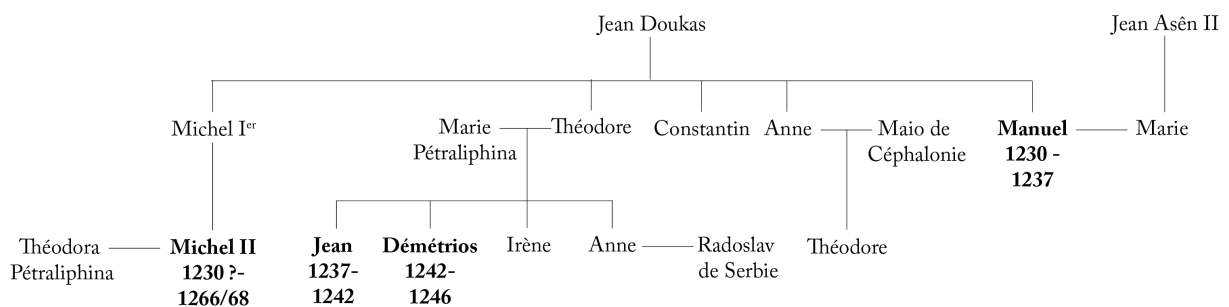 Jean Doukas
Jean Asên II
Michel Iᵉʳ
Marie
Pétraliphina
Théodore
Constantin
Anne
Maio de
Céphalonie
Manuel
1230 -
1237
Marie
Théodora
Pétraliphina
Michel II
1230 ?-
1266/68
Jean
1237-
1242
Démétrios
1242-
1246
Irène
Anne
Radoslav
de Serbie
Théodore